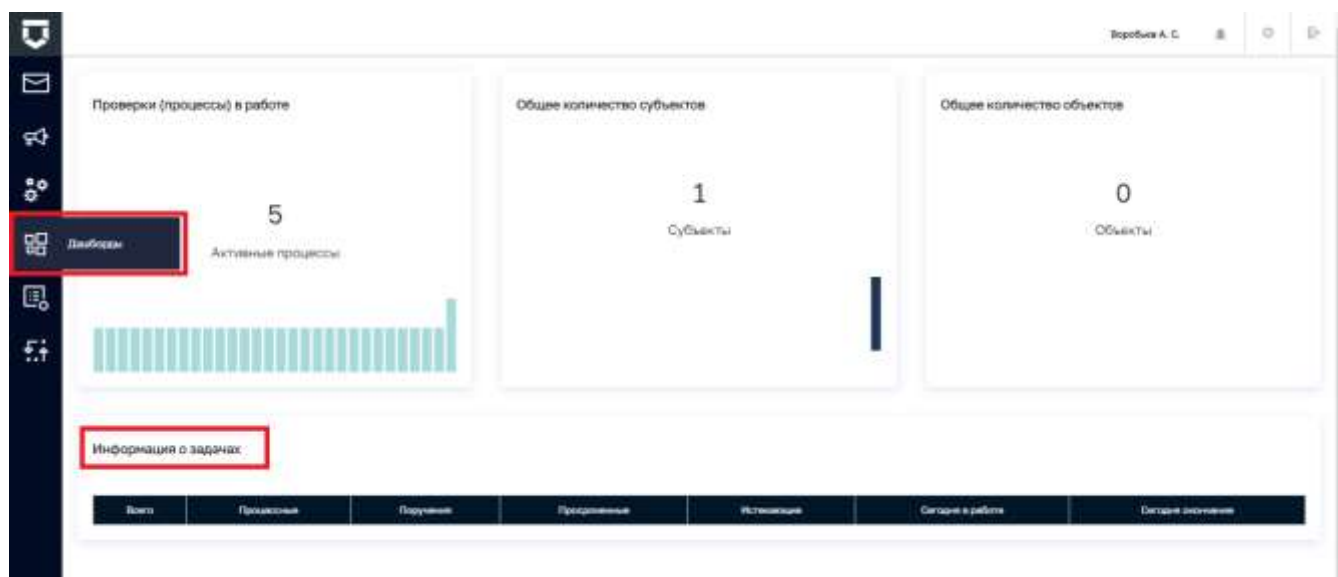 Воробьев А. С.
Проверки (процессы) в работе
Общее количество субъектов
Общее количество объектов
5
Активные процессы
1
Субъекты
0
Объекты
Дашборды
Информация о задачах
Всего Процессные Поручения Просроченные Истекающие Сегодня в работе Сегодня окончание